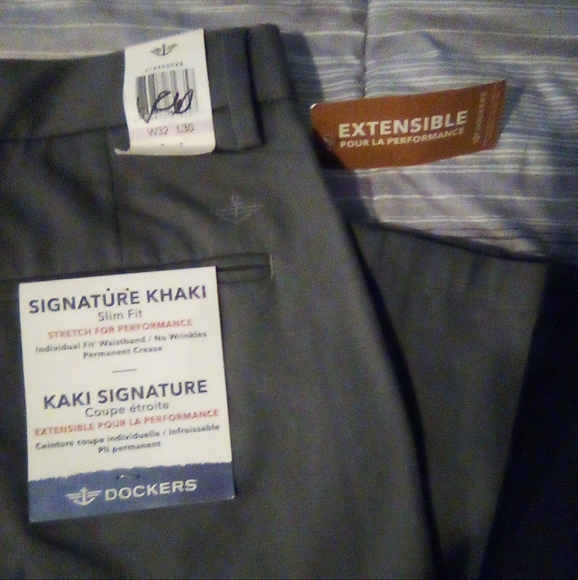 W32 L30
EXTENSIBLE
POUR LA PERFORMANCE
SIGNATURE KHAKI
Slim Fit
STRETCH FOR PERFORMANCE
Individual Fit® Waistband / No Wrinkles
Permanent Crease
KAKI SIGNATURE
Coupe étroite
EXTENSIBLE POUR LA PERFORMANCE
Ceinture coupe individuelle / Infroissable
Pli permanent
DOCKERS